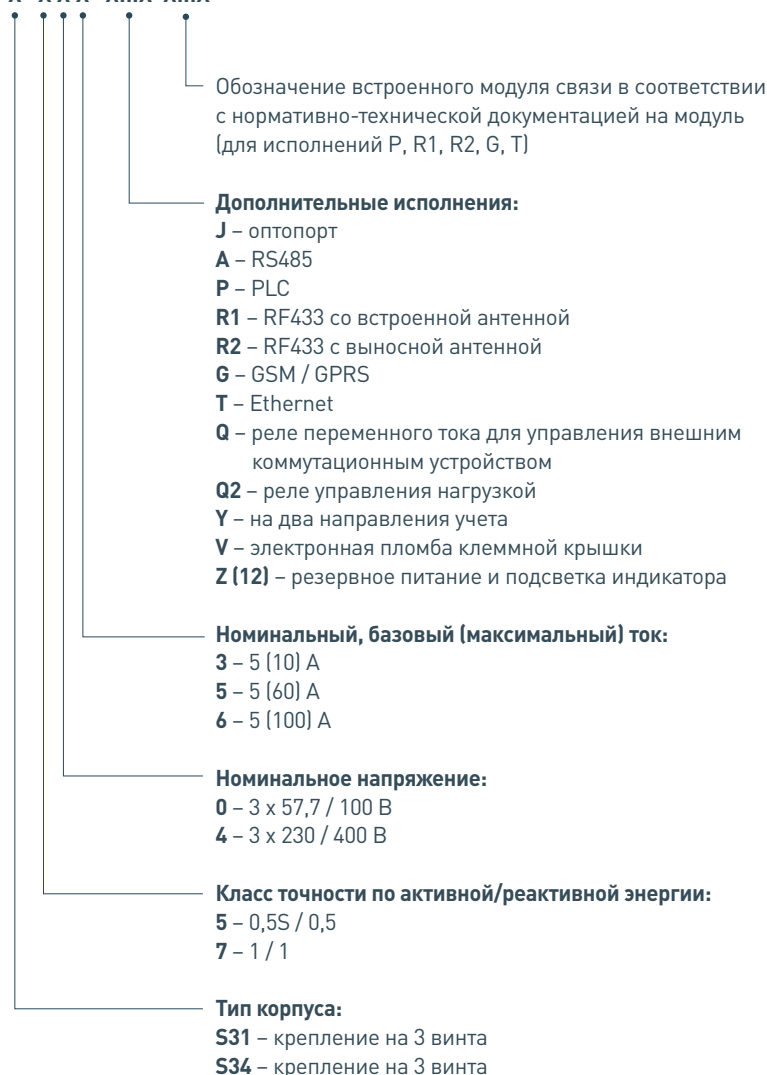 Обозначение встроенного модуля связи в соответствии
с нормативно-технической документацией на модуль
(для исполнений P, R1, R2, G, T)
Дополнительные исполнения:
J – оптопорт
A – RS485
P – PLC
R1 – RF433 со встроенной антенной
R2 – RF433 с выносной антенной
G – GSM / GPRS
T – Ethernet
Q – реле переменного тока для управления внешним
коммутационным устройством
Q2 – реле управления нагрузкой
Y – на два направления учета
V – электронная пломба клеммной крышки
Z (12) – резервное питание и подсветка индикатора
Номинальный, базовый (максимальный) ток:
3 – 5 (10) А
5 – 5 (60) А
6 – 5 (100) А
Номинальное напряжение:
0 – 3 x 57,7 / 100 В
4 – 3 x 230 / 400 В
Класс точности по активной/реактивной энергии:
5 – 0,5S / 0,5
7 – 1 / 1
Тип корпуса:
S31 – крепление на 3 винта
S34 – крепление на 3 винта